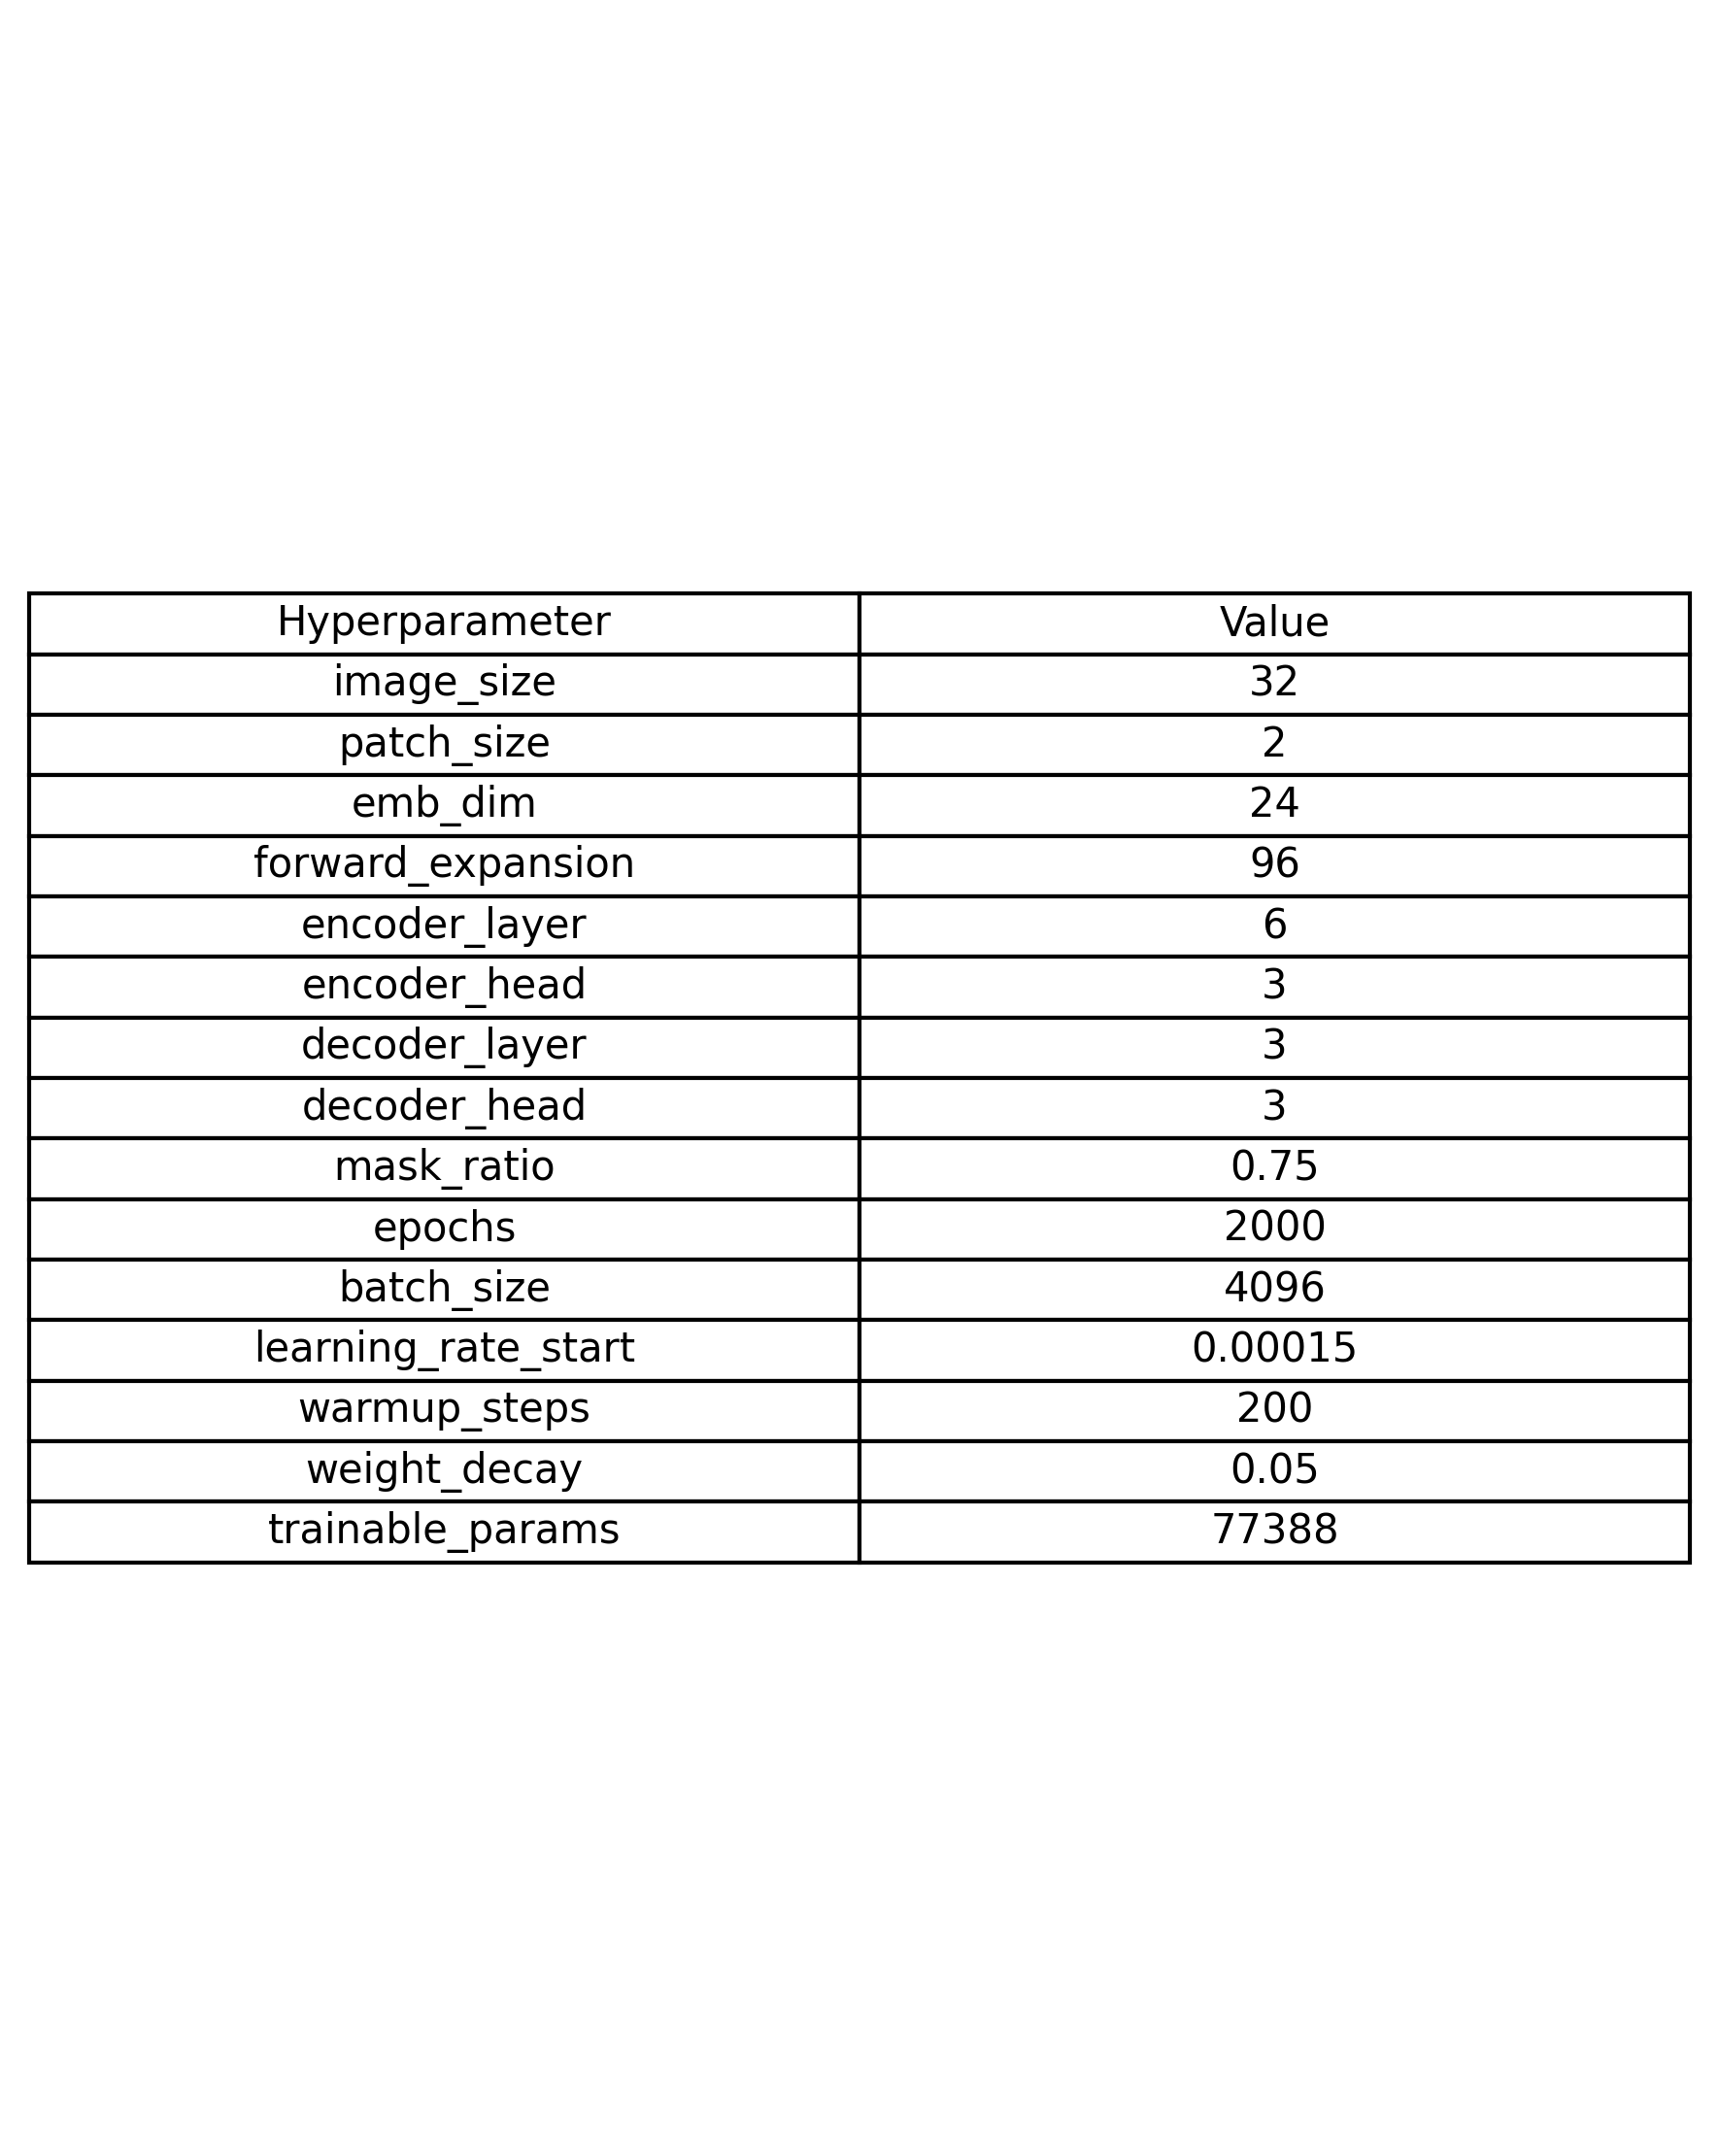 Hyperparameter Value
image_size 32
patch_size 2
emb_dim 24
forward_expansion 96
encoder_layer 6
encoder_head 3
decoder_layer 3
decoder_head 3
mask_ratio 0.75
epochs 2000
batch_size 4096
learning_rate_start 0.00015
warmup_steps 200
weight_decay 0.05
trainable_params 77388